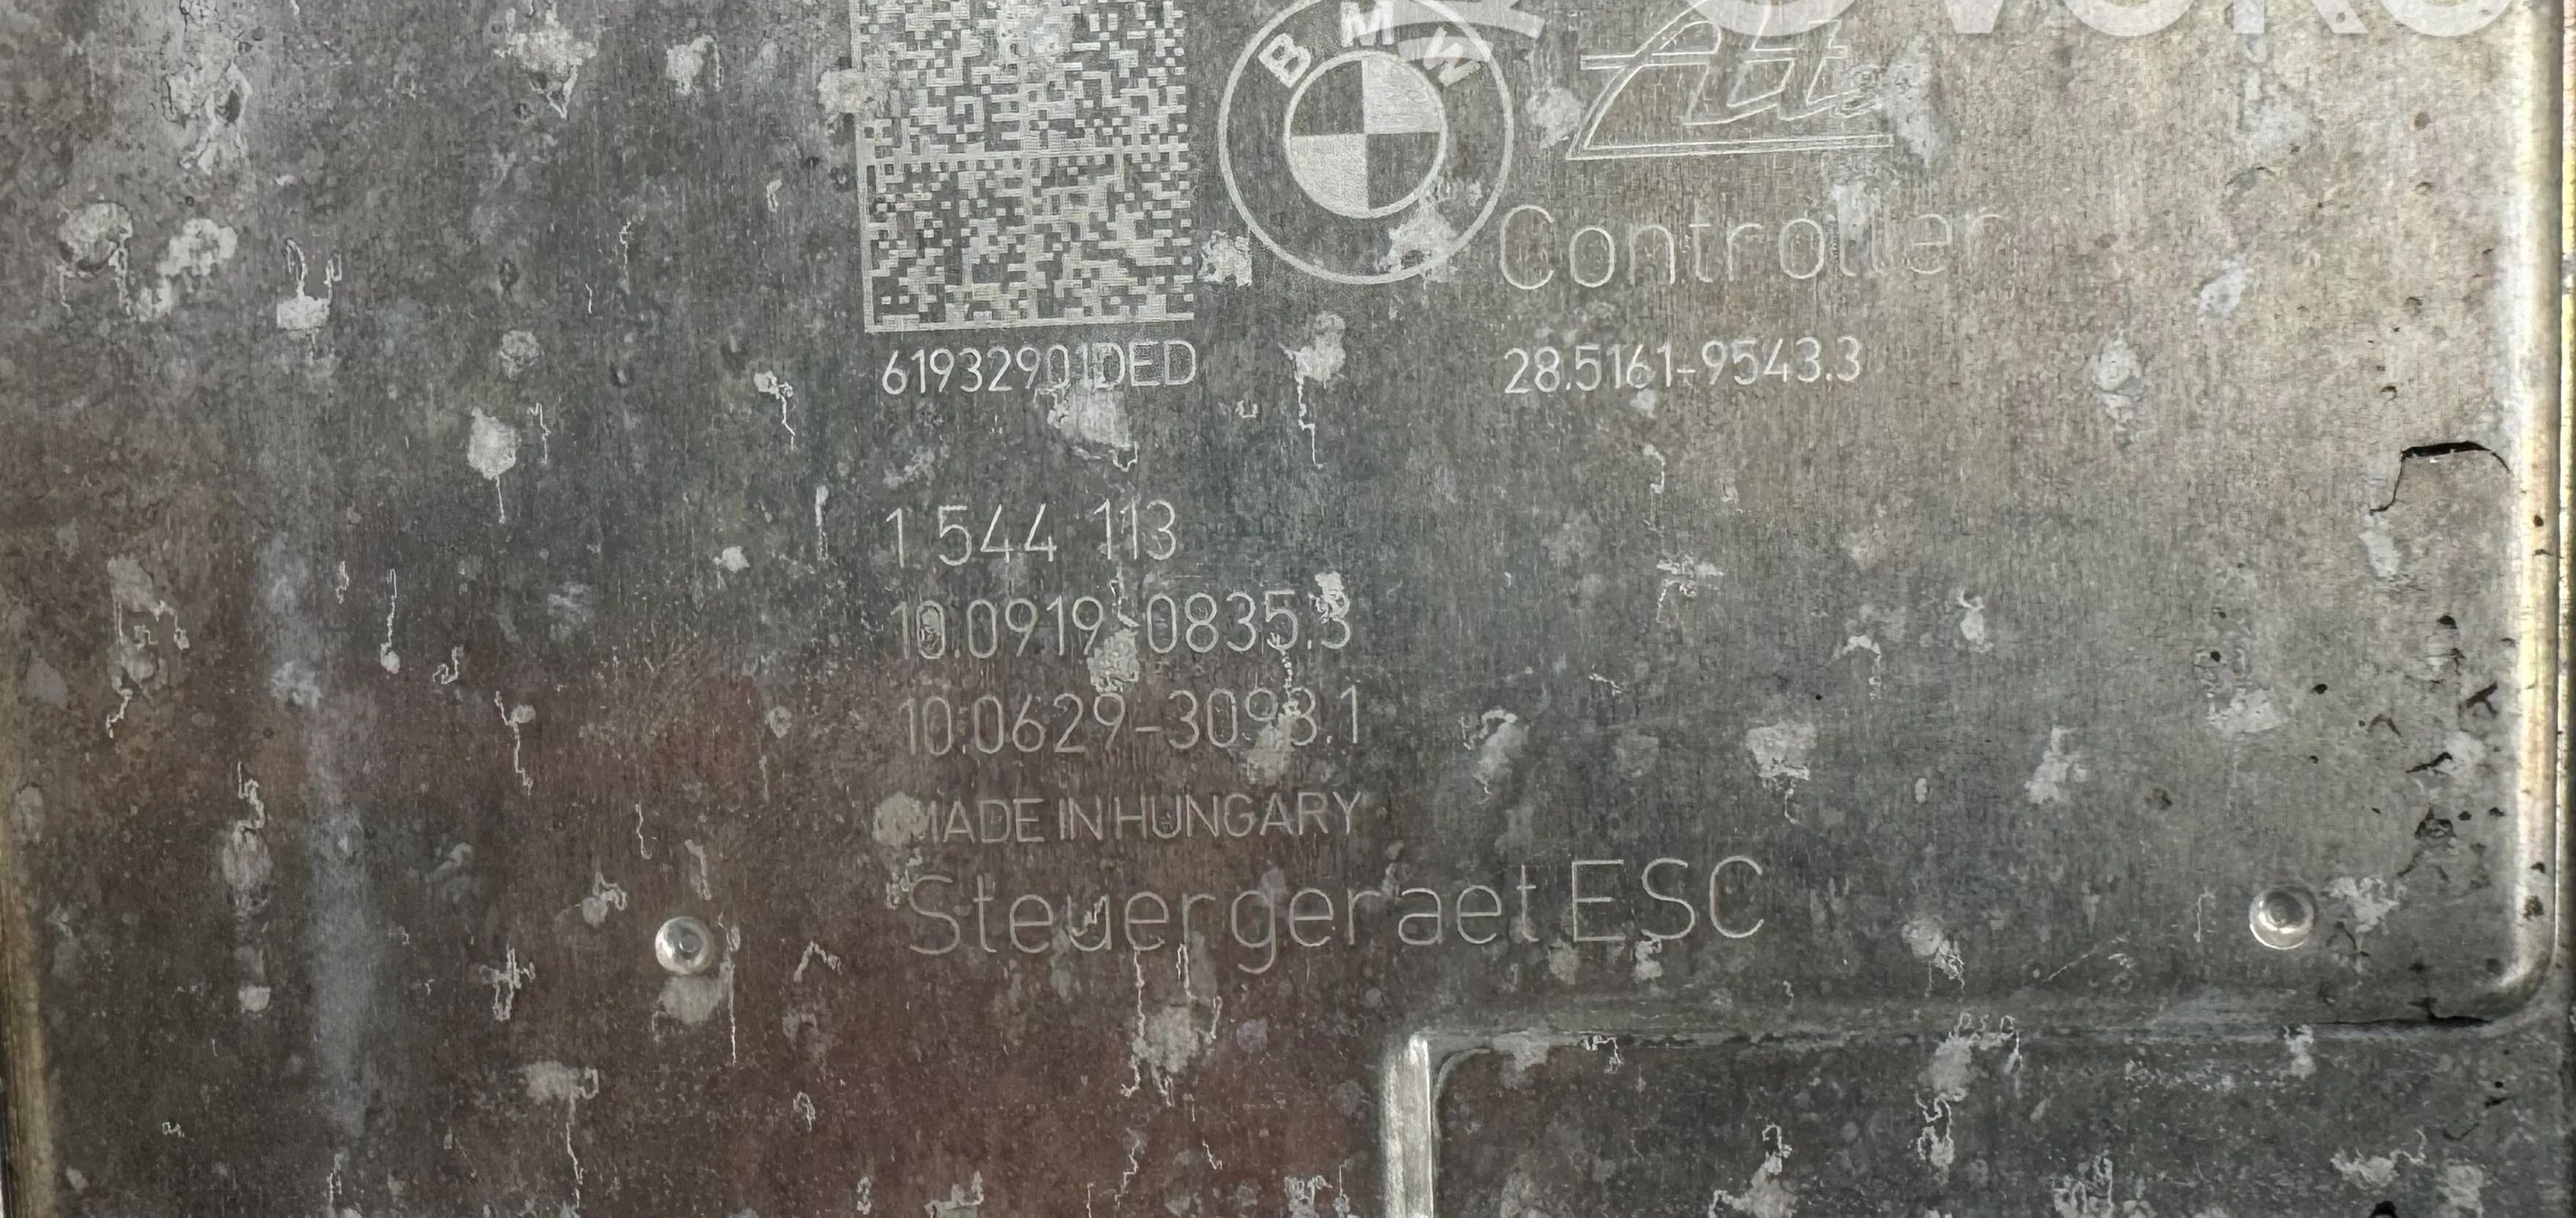 BMW
Ate
Controller
61932901DED
28.5161-9543.3
1 544 113
10.0919-0835.3
10.0629-3093.1
MADE IN HUNGARY
Steuergeraet ESC